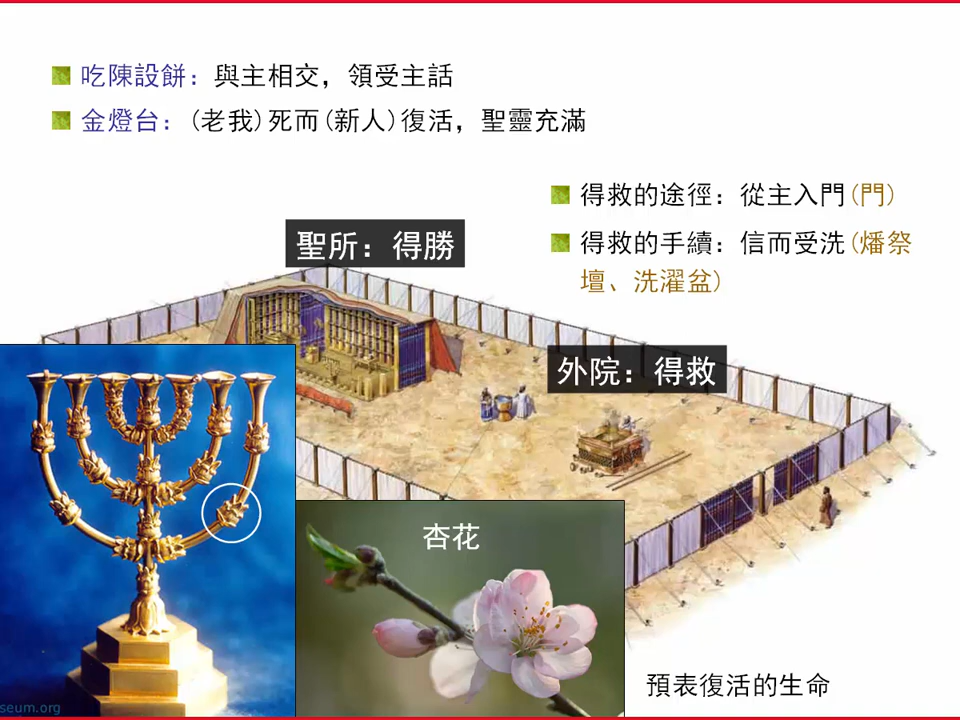 吃陳設餅：與主相交，領受主話
金燈台：(老我)死而(新人)復活，聖靈充滿
得救的途徑：從主入門(門)
得救的手續：信而受洗(燔祭
壇、洗濯盆)
聖所：得勝
外院：得救
杏花
預表復活的生命
seum.org